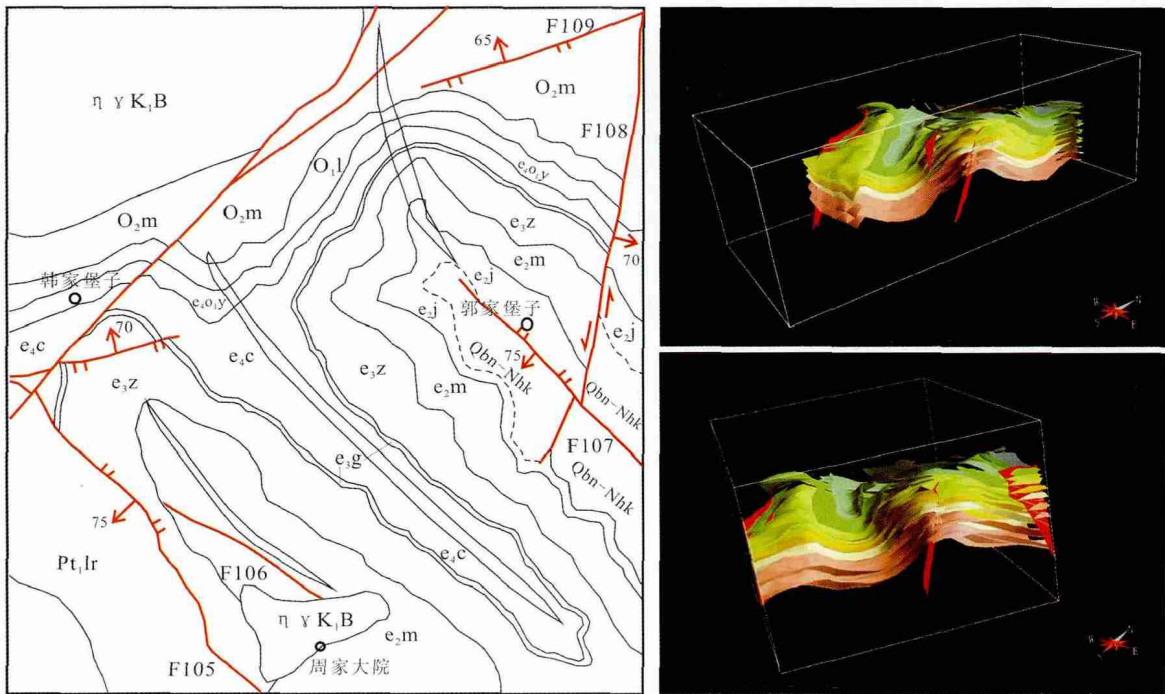 F109
65
O₂m
η γ K₁B
F108
O₁l
e₄o₁y
O₂m
O₂m
e₃z
e₂m
70
e₂j
韩家堡子
e₄o₁y
e₂j
郭家堡子
e₂j
70
e₄c
e₄c
75
Qbn-Nhk
e₃z
e₃z
e₂m
Qbn-Nhk
F107
e₃g
Qbn-Nhk
75
e₄c
Pt₁lr
F106
η γ K₁B
e₂m
F105
周家大院
N
E
N
E